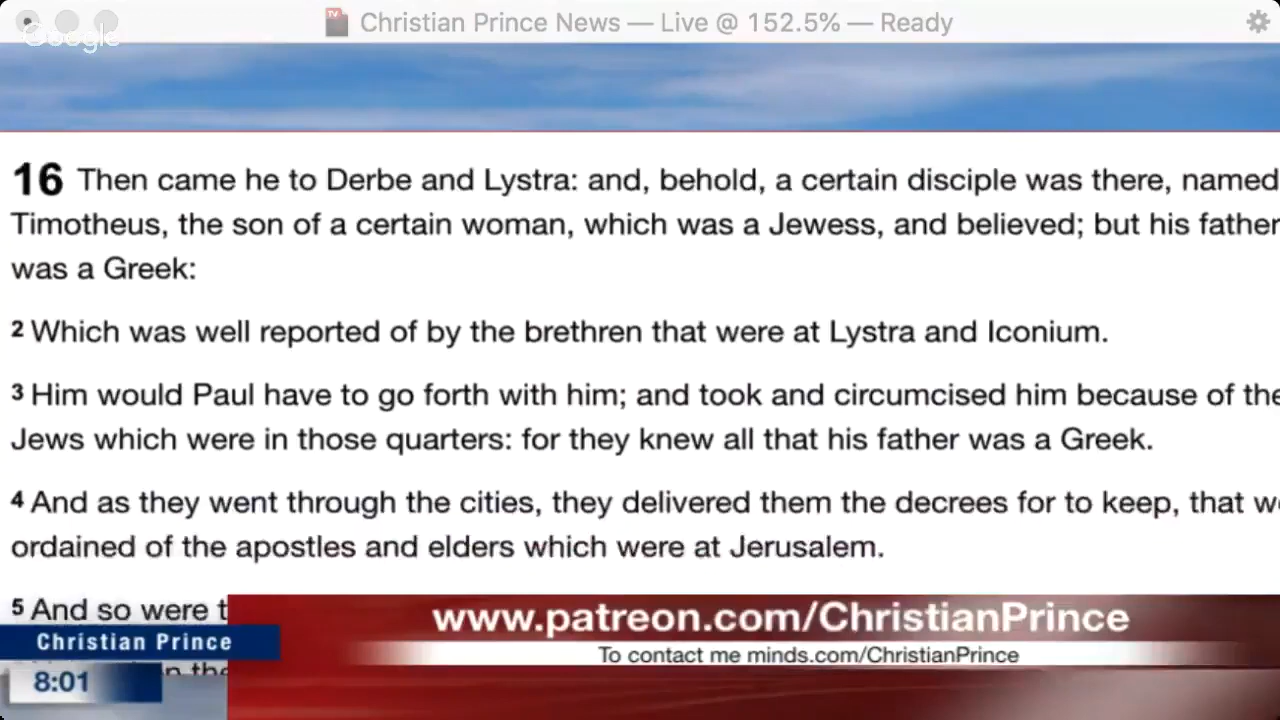 Christian Prince News — Live @ 152.5% — Ready
Google
16 Then came he to Derbe and Lystra: and, behold, a certain disciple was there, named
Timotheus, the son of a certain woman, which was a Jewess, and believed; but his father
was a Greek:
2 Which was well reported of by the brethren that were at Lystra and Iconium.
3 Him would Paul have to go forth with him; and took and circumcised him because of the
Jews which were in those quarters: for they knew all that his father was a Greek.
4 And as they went through the cities, they delivered them the decrees for to keep, that
ordained of the apostles and elders which were at Jerusalem.
5 And so were
www.patreon.com/ChristianPrince
Christian Prince
To contact me minds.com/ChristianPrince
8:01